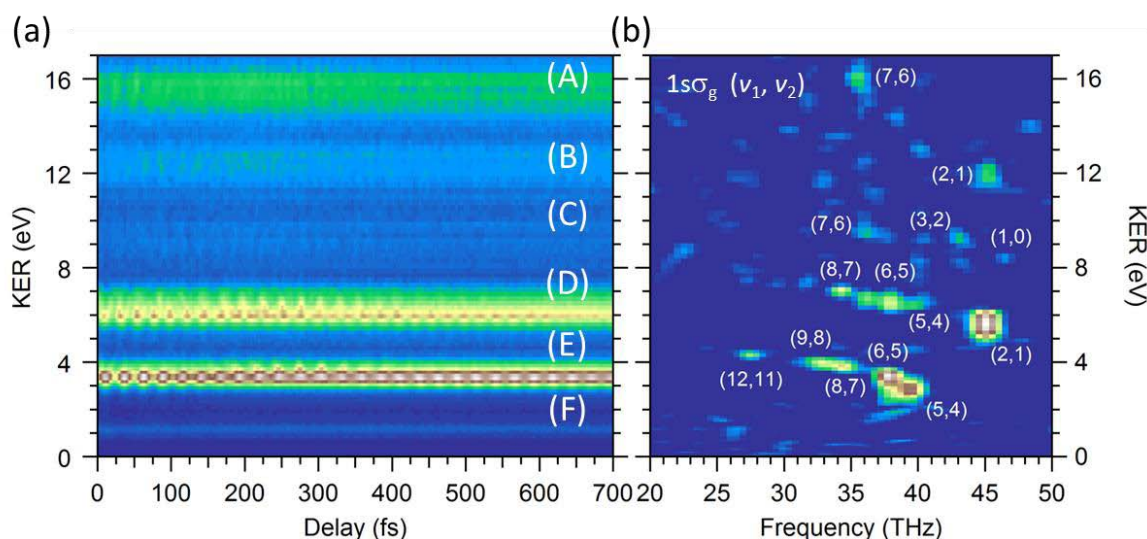 (a)
KER (eV)
16
12
8
4
0
(A)
(B)
(C)
(D)
(E)
(F)
0 100 200 300 400 500 600 700
Delay (fs)
(b)
1sσg (v1, v2)
(7,6)
(2,1)
(7,6)
(3,2)
(1,0)
(8,7)
(6,5)
(5,4)
(2,1)
(9,8)
(6,5)
(12,11)
(8,7)
(5,4)
16
12
8
4
0
KER (eV)
20 25 30 35 40 45 50
Frequency (THz)